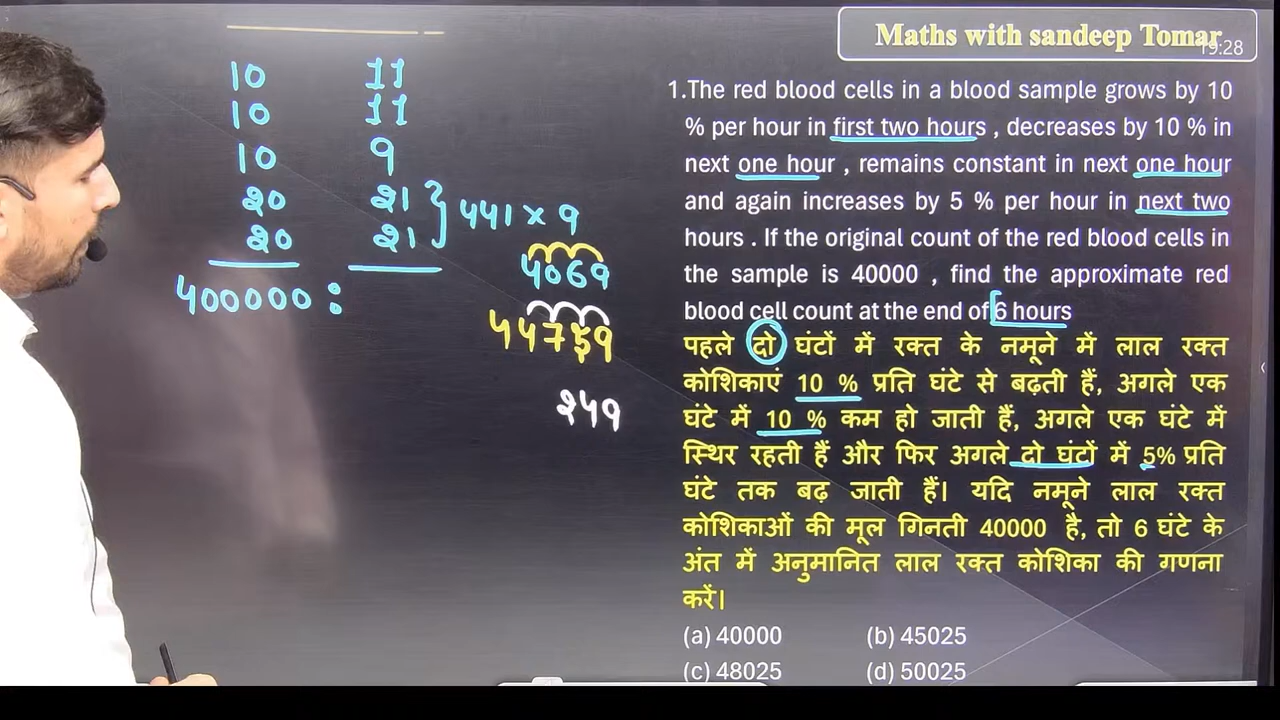 Maths with sandeep Tomar
19:28
10 11
10 11
10 9
20 21
20 21
} 441 × 9
400000 :
4069
44759
249
1.The red blood cells in a blood sample grows by 10
% per hour in first two hours , decreases by 10 % in
next one hour , remains constant in next one hour
and again increases by 5 % per hour in next two
hours . If the original count of the red blood cells in
the sample is 40000 , find the approximate red
blood cell count at the end of 6 hours
पहले दो घंटों में रक्त के नमूने में लाल रक्त
कोशिकाएं 10 % प्रति घंटे से बढ़ती हैं, अगले एक
घंटे में 10 % कम हो जाती हैं, अगले एक घंटे में
स्थिर रहती हैं और फिर अगले दो घंटों में 5% प्रति
घंटे तक बढ़ जाती हैं। यदि नमूने लाल रक्त
कोशिकाओं की मूल गिनती 40000 है, तो 6 घंटे के
अंत में अनुमानित लाल रक्त कोशिका की गणना
करें।
(a) 40000 (b) 45025
(c) 48025 (d) 50025